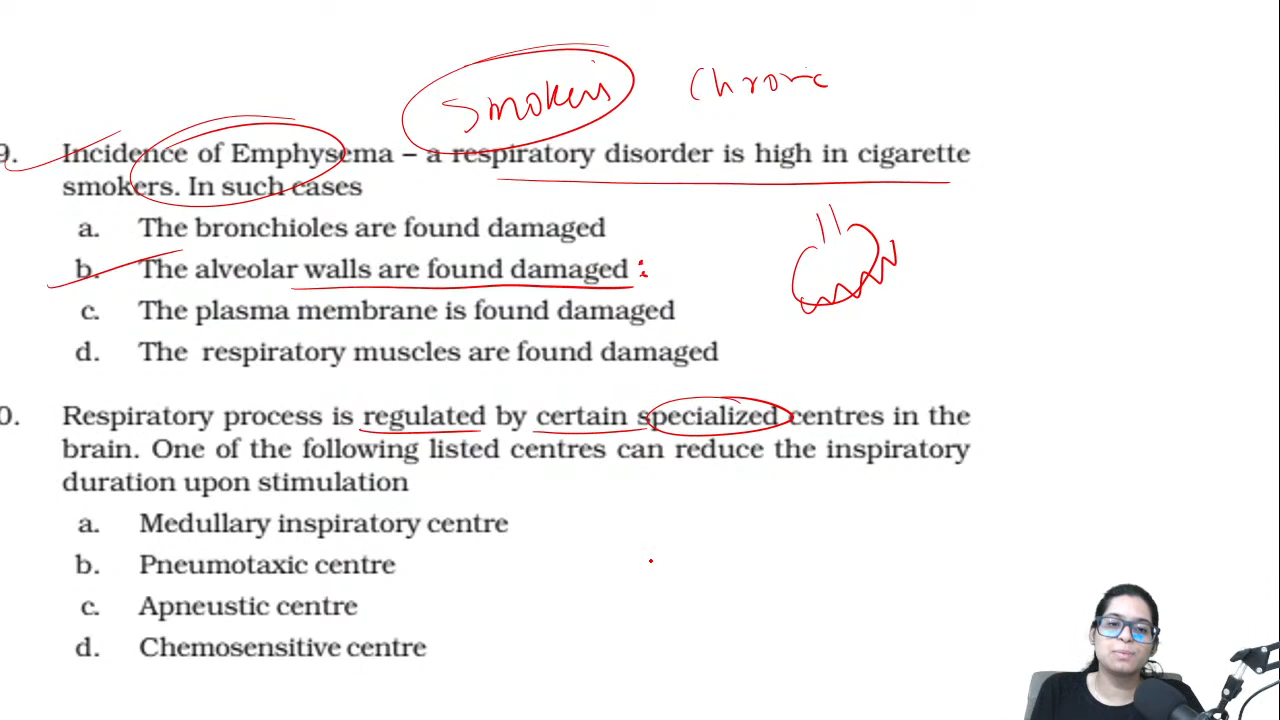 Smokers Chronic
9. Incidence of Emphysema – a respiratory disorder is high in cigarette
smokers. In such cases
a. The bronchioles are found damaged
b. The alveolar walls are found damaged :
c. The plasma membrane is found damaged
d. The respiratory muscles are found damaged
0. Respiratory process is regulated by certain specialized centres in the
brain. One of the following listed centres can reduce the inspiratory
duration upon stimulation
a. Medullary inspiratory centre
b. Pneumotaxic centre
c. Apneustic centre
d. Chemosensitive centre